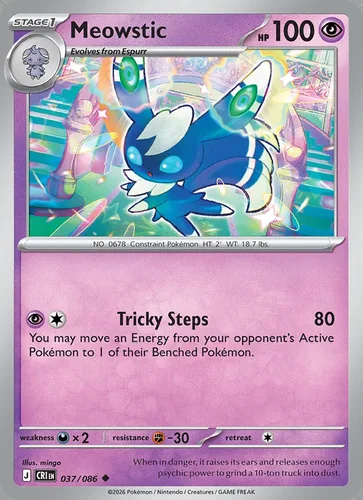 STAGE1
Meowstic
HP 100
Evolves from Espurr
NO. 0678 Constraint Pokémon HT: 2' WT: 18.7 lbs.
Tricky Steps 80
You may move an Energy from your opponent's Active
Pokémon to 1 of their Benched Pokémon.
weakness ×2 resistance -30 retreat
Illus. mingo
J CRI EN 037/086
When in danger, it raises its ears and releases enough
psychic power to grind a 10-ton truck into dust.
©2026 Pokémon / Nintendo / Creatures / GAME FREAK